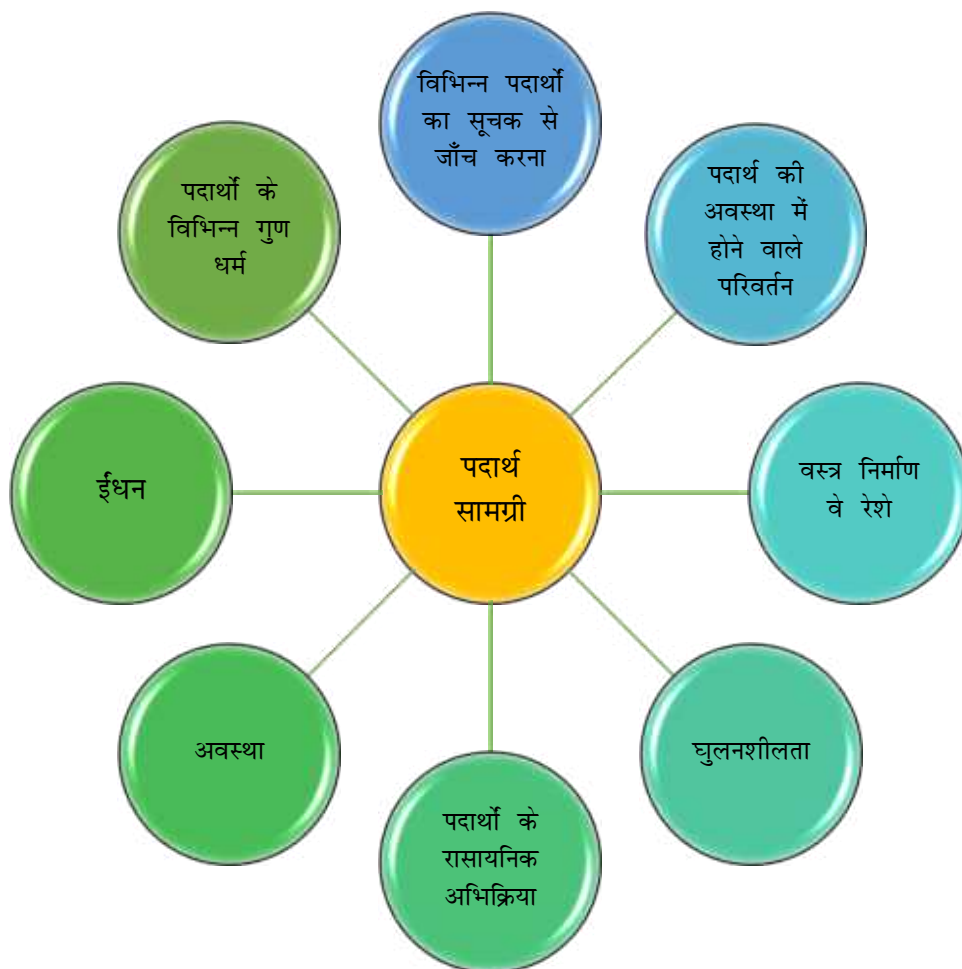 विभिन्न पदार्थों
का सूचक से
जाँच करना
पदार्थ की
अवस्था में
होने वाले
परिवर्तन
वस्त्र निर्माण
वे रेशे
घुलनशीलता
पदार्थों के
रासायनिक
अभिक्रिया
अवस्था
ईंधन
पदार्थों के
विभिन्न गुण
धर्म
पदार्थ
सामग्री